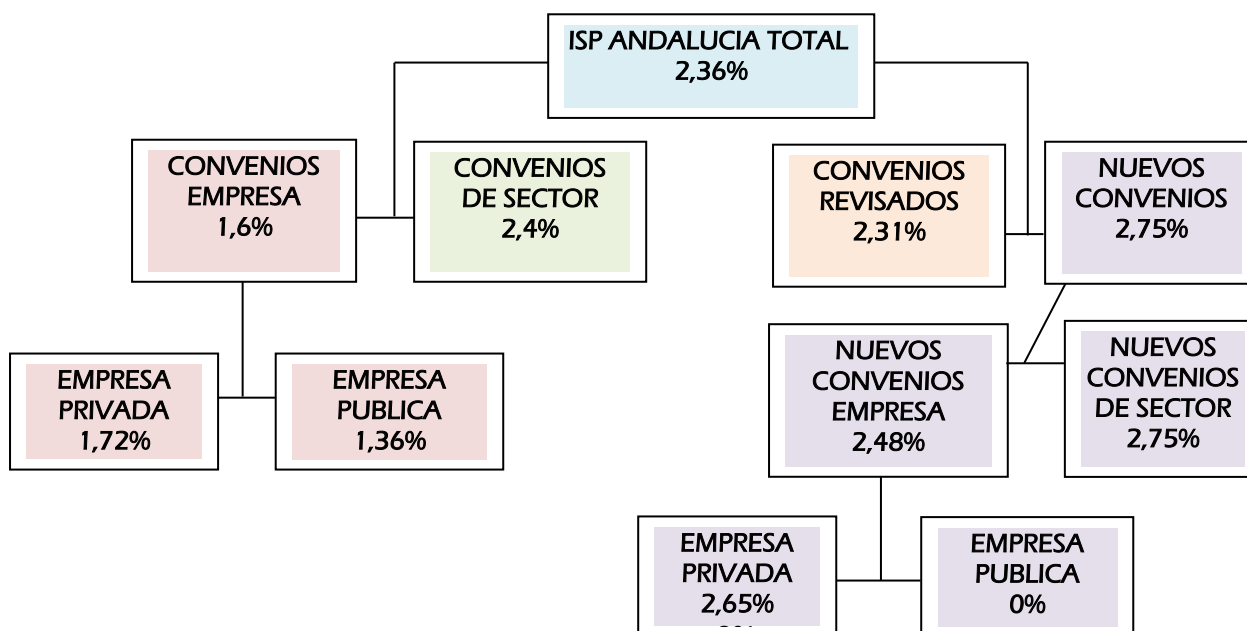 ISP ANDALUCIA TOTAL
2,36%
CONVENIOS
EMPRESA
1,6%
CONVENIOS
DE SECTOR
2,4%
CONVENIOS
REVISADOS
2,31%
NUEVOS
CONVENIOS
2,75%
EMPRESA
PRIVADA
1,72%
EMPRESA
PUBLICA
1,36%
NUEVOS
CONVENIOS
EMPRESA
2,48%
NUEVOS
CONVENIOS
DE SECTOR
2,75%
EMPRESA
PRIVADA
2,65%
EMPRESA
PUBLICA
0%